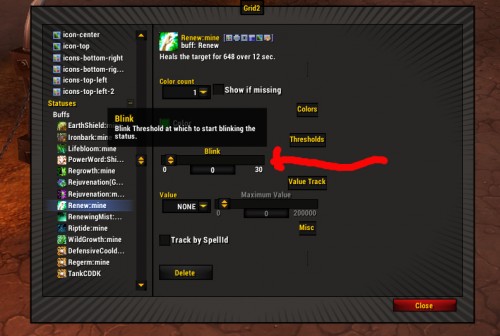 Grid2
icon-center
icon-top
icons-bottom-right
icons-bottom-rig...
icons-top-left
icons-top-left-2
Statuses
Buffs
EarthShield:mine
Ironbark:mine
Lifebloom:mine
PowerWord:Shi...
Regrowth:mine
Rejuvenation(G...
Rejuvenation:m...
Renew:mine
RenewingMist:...
Riptide:mine
WildGrowth:mine
DefensiveCoold...
Regerm:mine
TankCDDK
Renew:mine
buff: Renew
Heals the target for 648 over 12 sec.
Color count
1
Show if missing
Colors
Color
Blink
Blink Threshold at which to start blinking the
status.
Thresholds
Blink
0
0
30
Value Track
Value
NONE
Maximum Value
0
0
200000
Misc
Track by SpellId
Delete
Close